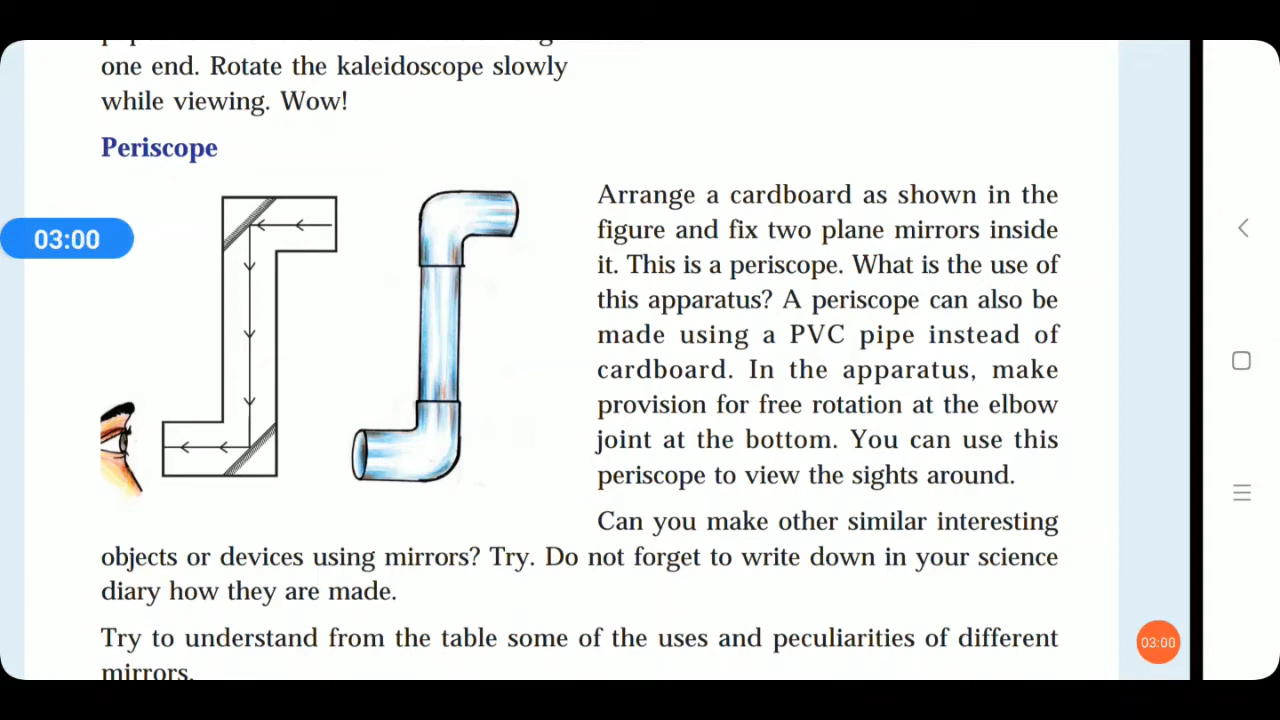 one end. Rotate the kaleidoscope slowly
while viewing. Wow!
Periscope
03:00
Arrange a cardboard as shown in the
figure and fix two plane mirrors inside
it. This is a periscope. What is the use of
this apparatus? A periscope can also be
made using a PVC pipe instead of
cardboard. In the apparatus, make
provision for free rotation at the elbow
joint at the bottom. You can use this
periscope to view the sights around.
Can you make other similar interesting
objects or devices using mirrors? Try. Do not forget to write down in your science
diary how they are made.
Try to understand from the table some of the uses and peculiarities of different
mirrors.
03:00